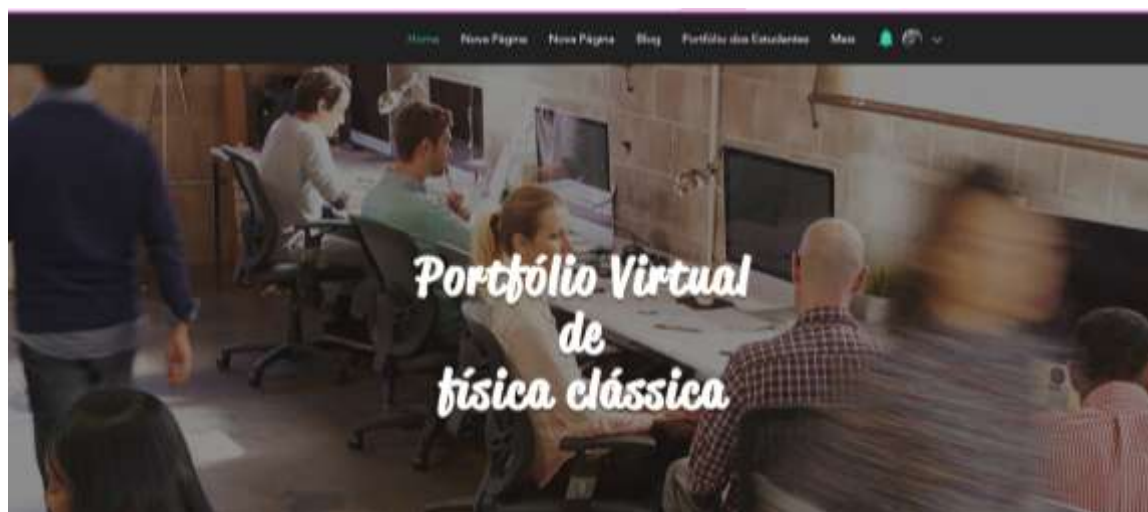 Home Nova Página Nova Página Blog Portfólio dos Estudantes Mais
Portfólio Virtual
de
física clássica